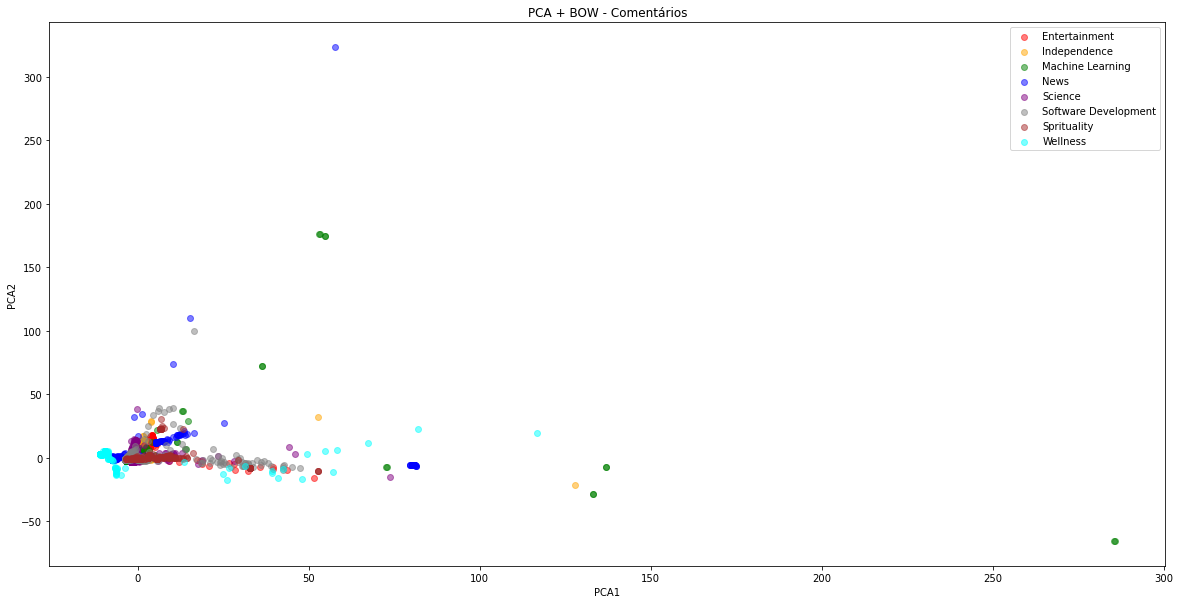 PCA + BOW - Comentários
Entertainment
Independence
Machine Learning
News
Science
Software Development
Sprituality
Wellness
PCA2
300
250
200
150
100
50
0
−50
0
50
100
150
200
250
300
PCA1